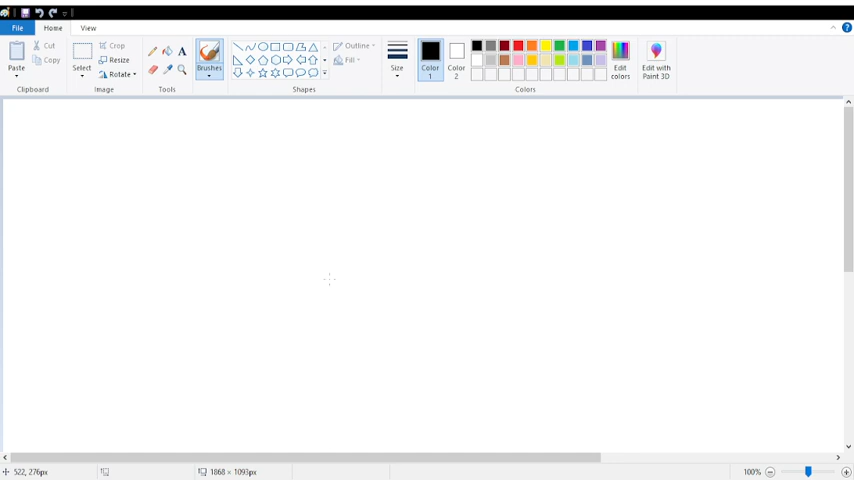 File Home View
Paste
Cut
Copy
Clipboard
Select
Crop
Resize
Rotate
Image
A
Tools
Brushes
Shapes
Outline
Fill
Size
Color
1
Color
2
Edit
colors
Colors
Edit with
Paint 3D
522, 276px 1868 × 1093px 100%